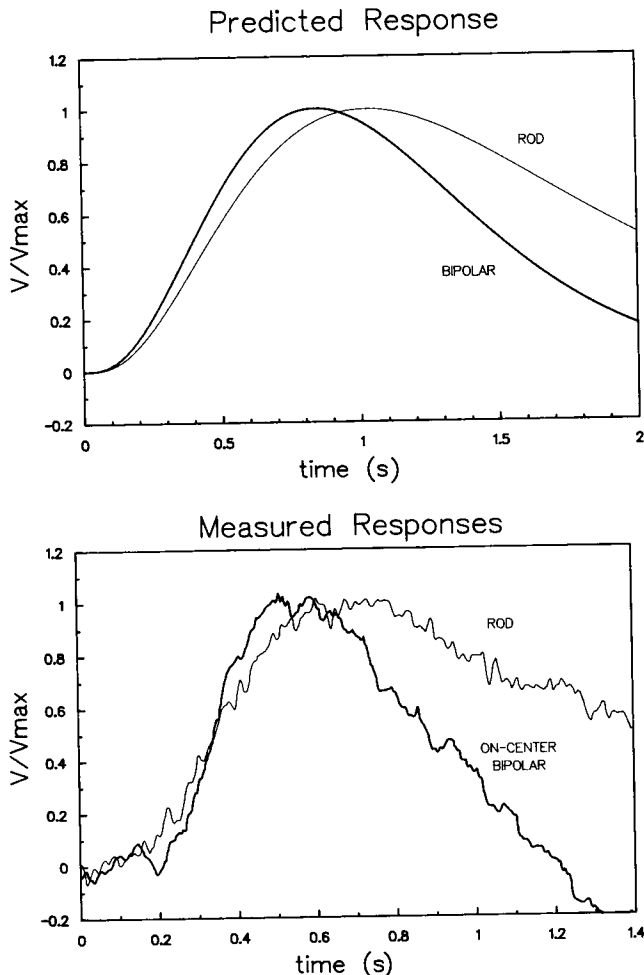 Predicted Response
1.2
1
0.8
0.6
0.4
0.2
0
-0.2
V/Vmax
ROD
BIPOLAR
0
0.5
1
1.5
2
time (s)
Measured Responses
1.2
1
0.8
0.6
0.4
0.2
0
-0.2
V/Vmax
ROD
ON-CENTER
BIPOLAR
0
0.2
0.4
0.6
0.8
1
1.2
1.4
time (s)